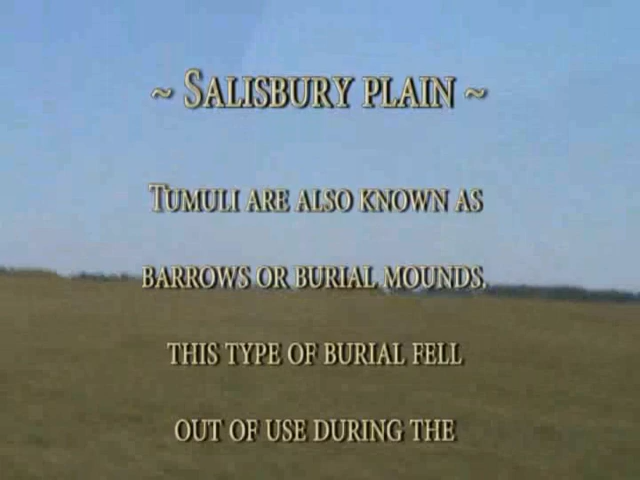 ~ SALISBURY PLAIN ~
TUMULI ARE ALSO KNOWN AS
BARROWS OR BURIAL MOUNDS.
THIS TYPE OF BURIAL FELL
OUT OF USE DURING THE